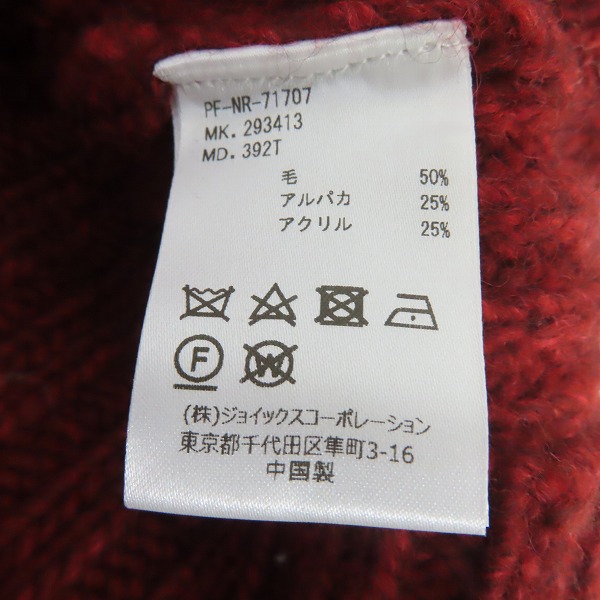 PF-NR-71707
MK. 293413
MD. 392T
毛 50%
アルパカ 25%
アクリル 25%
F
W
(株)ジョイックスコーポレーション
東京都千代田区隼町3-16
中国製